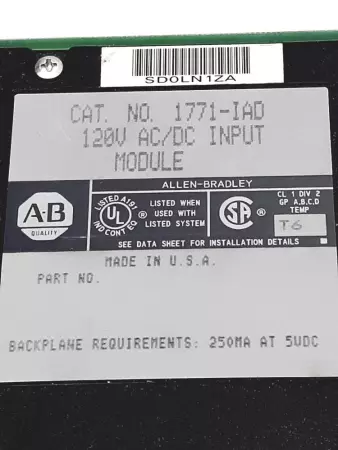 SD0LN1ZA
CAT. NO. 1771-IAD
120V AC/DC INPUT
MODULE
ALLEN-BRADLEY
A-B
QUALITY
LISTED A191
UL
IND CONT EQ
LISTED WHEN
USED WITH
LISTED SYSTEM
SA
CL 1 DIV 2
GP A,B,C,D
TEMP
T6
SEE DATA SHEET FOR INSTALLATION DETAILS
MADE IN U.S.A.
PART NO.
BACKPLANE REQUIREMENTS: 250MA AT 5VDC